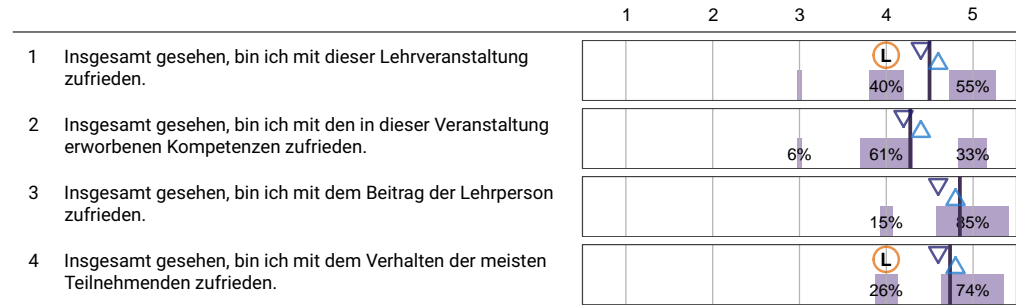 1 2 3 4 5
1 Insgesamt gesehen, bin ich mit dieser Lehrveranstaltung
zufrieden.
L
40% 55%
2 Insgesamt gesehen, bin ich mit den in dieser Veranstaltung
erworbenen Kompetenzen zufrieden.
6% 61% 33%
3 Insgesamt gesehen, bin ich mit dem Beitrag der Lehrperson
zufrieden.
15% 85%
4 Insgesamt gesehen, bin ich mit dem Verhalten der meisten
Teilnehmenden zufrieden.
L
26% 74%